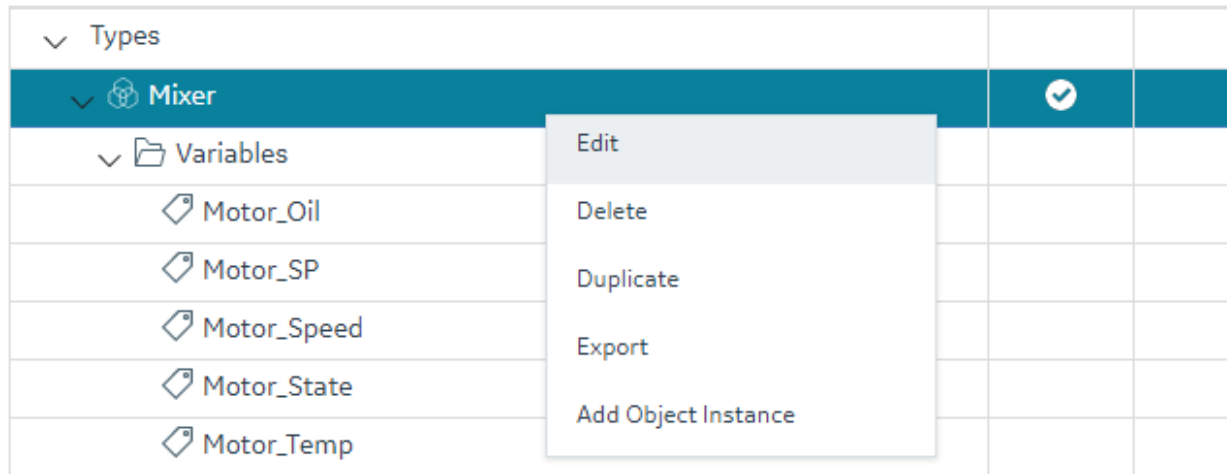 Types
Mixer
Edit
Variables
Motor_Oil
Delete
Motor_SP
Duplicate
Motor_Speed
Export
Motor_State
Add Object Instance
Motor_Temp